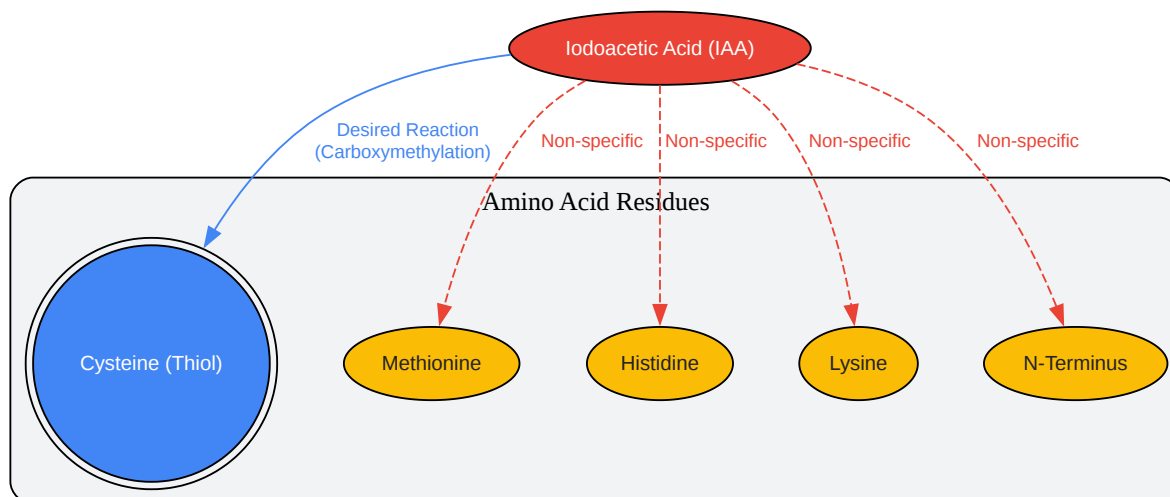 Iodoacetic Acid (IAA)
Desired Reaction
(Carboxymethylation)
Non-specific
Non-specific
Non-specific
Non-specific
Amino Acid Residues
Cysteine (Thiol)
Methionine
Histidine
Lysine
N-Terminus